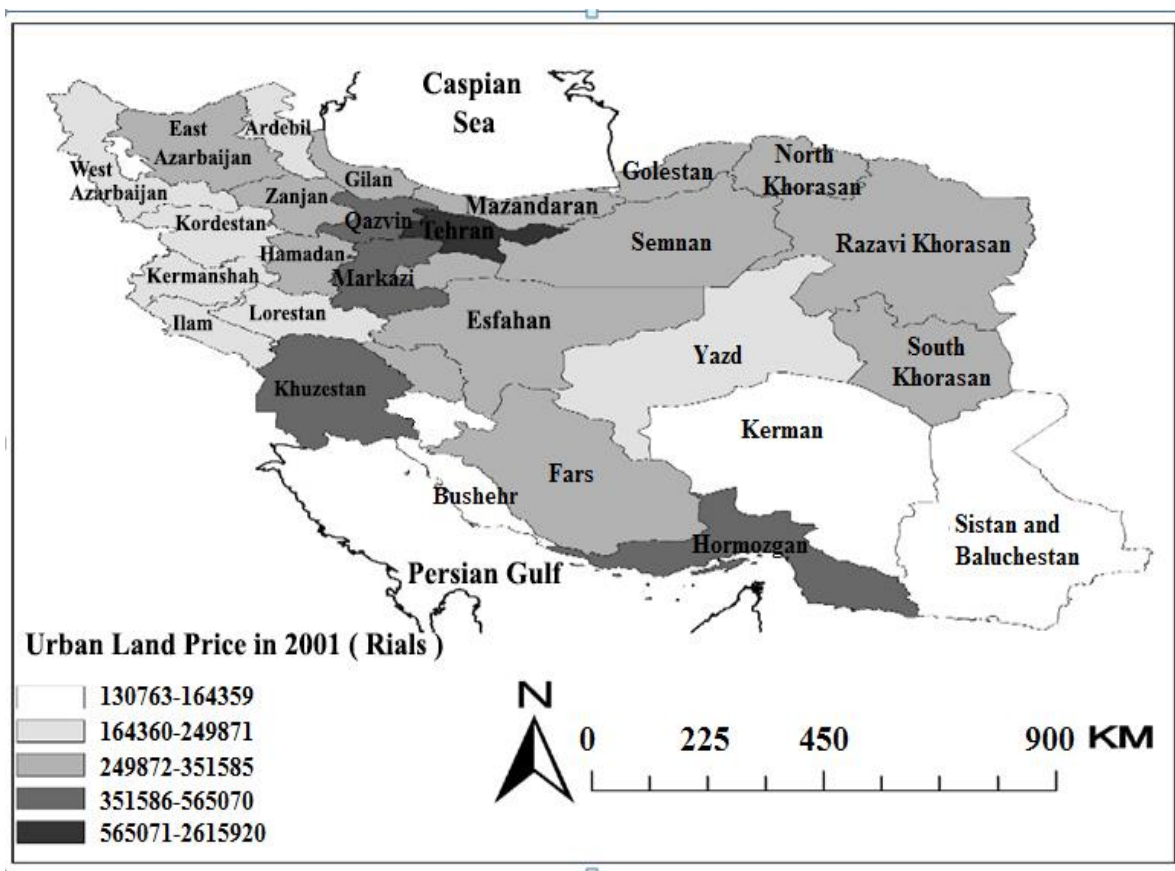 Caspian
Sea
East
Azarbaijan
Ardebil
West
Azarbaijan
Gilan
Zanjan
Golestan
North
Khorasan
Mazandaran
Qazvin
Tehran
Kordestan
Semnan
Razavi Khorasan
Hamadan
Markazi
Kermanshah
Lorestan
Ilam
Esfahan
Yazd
South
Khorasan
Khuzestan
Kerman
Fars
Bushehr
Sistan and
Baluchestan
Hormozgan
Persian Gulf
Urban Land Price in 2001 ( Rials )
130763-164359
164360-249871
249872-351585
351586-565070
565071-2615920
N
0 225 450 900 KM